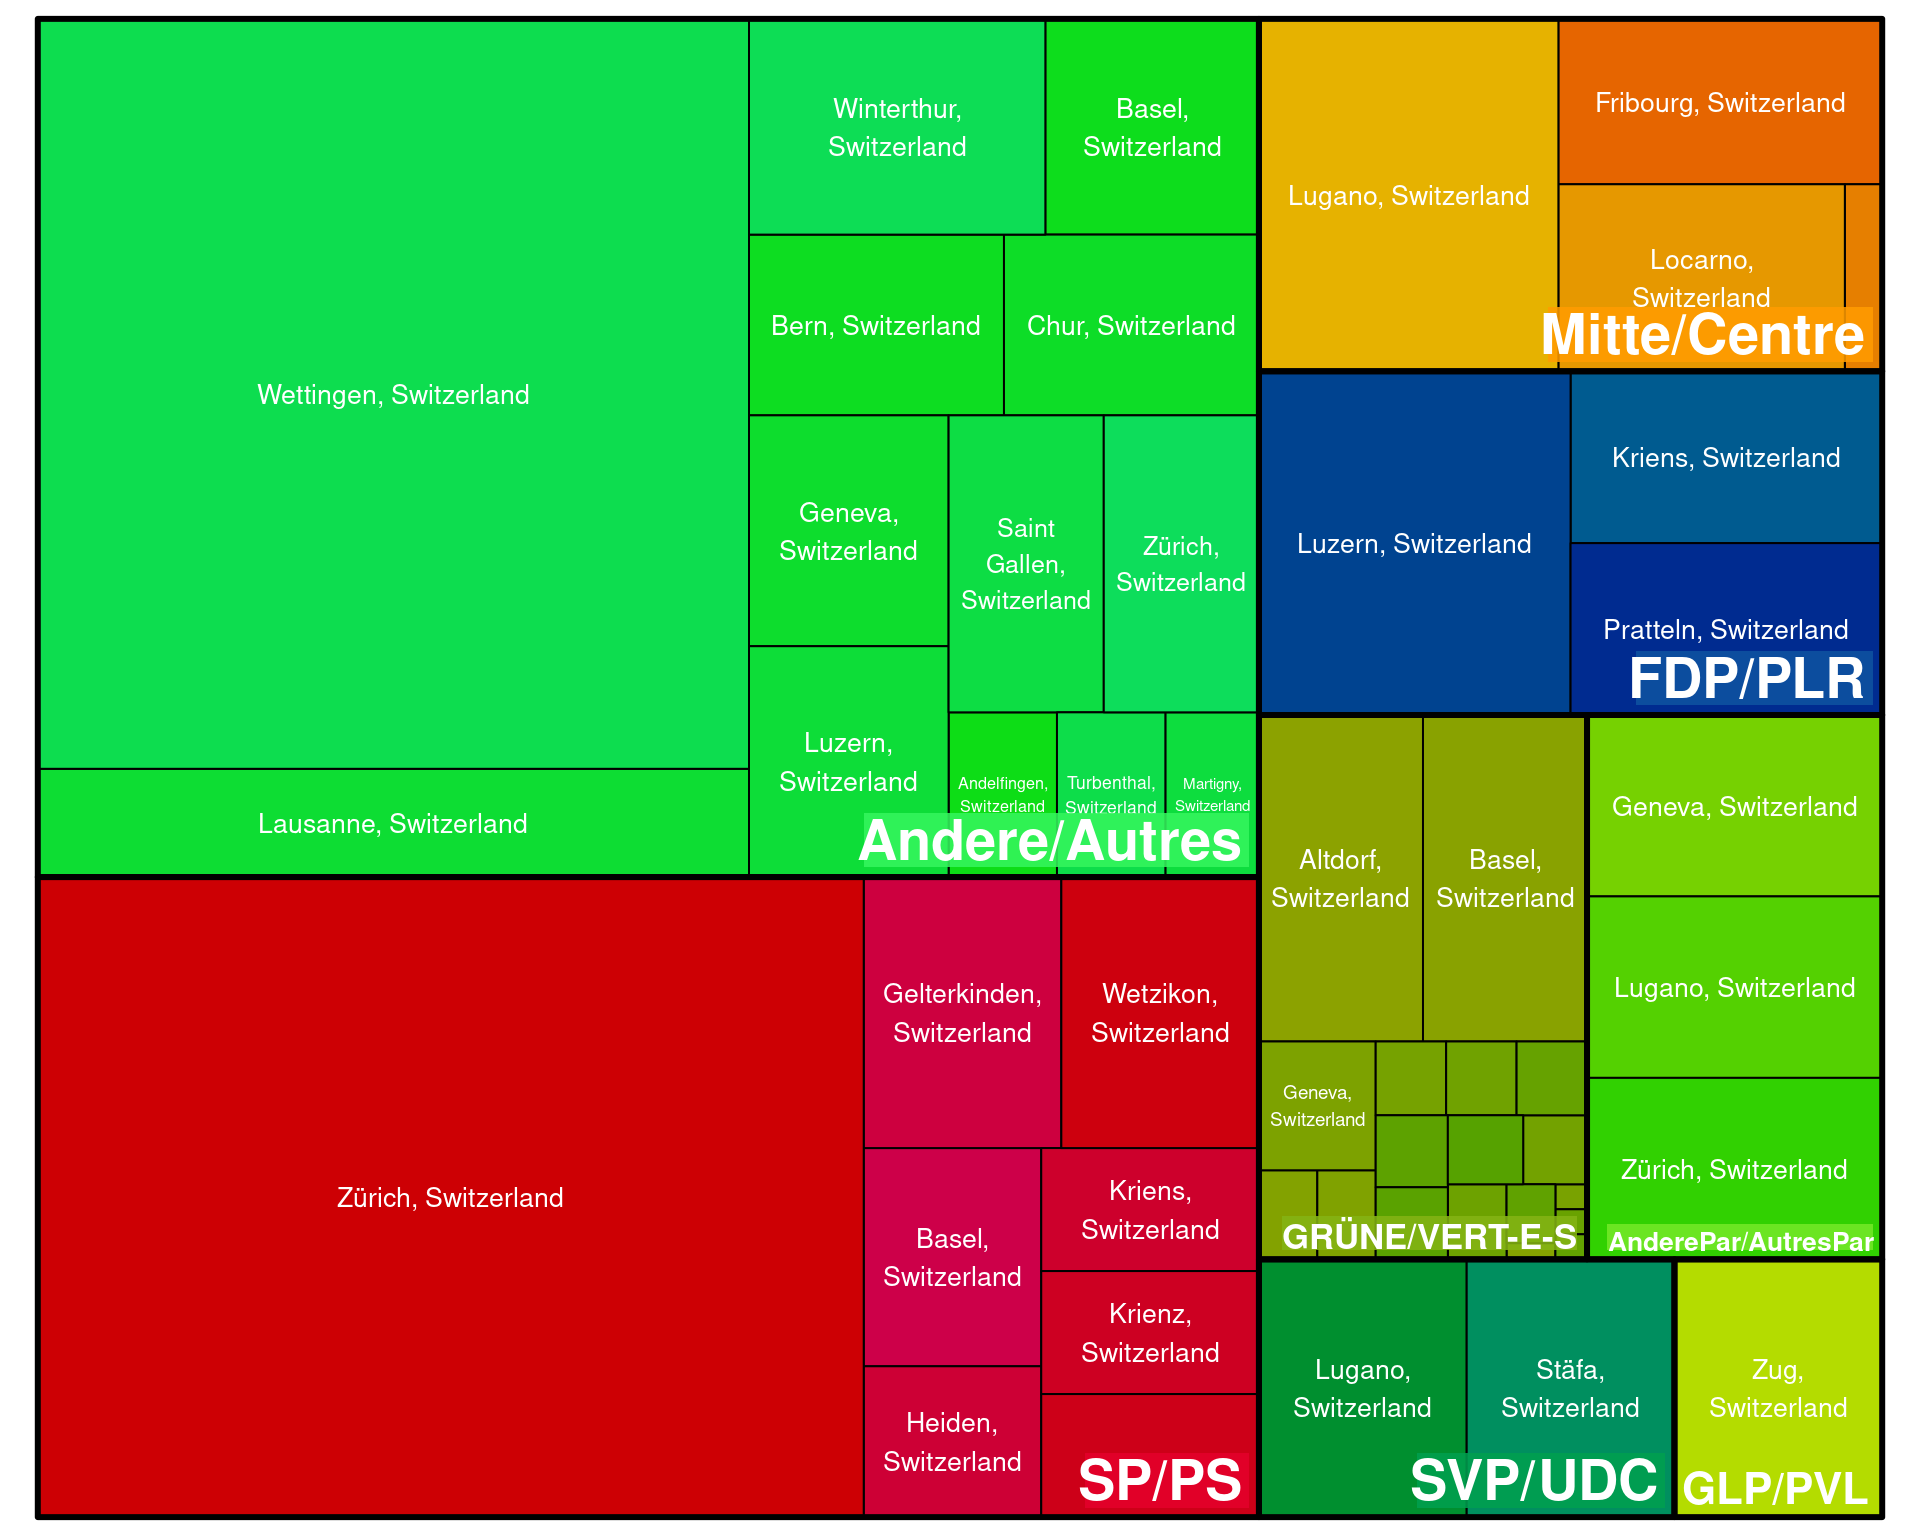 Wettingen, Switzerland
Lausanne, Switzerland
Winterthur,
Switzerland
Basel,
Switzerland
Bern, Switzerland
Chur, Switzerland
Geneva,
Switzerland
Saint
Gallen,
Switzerland
Zürich,
Switzerland
Luzern,
Switzerland
Andelfingen,
Switzerland
Turbenthal,
Switzerland
Martigny,
Switzerland
Andere/Autres
Lugano, Switzerland
Fribourg, Switzerland
Locarno,
Switzerland
Mitte/Centre
Luzern, Switzerland
Kriens, Switzerland
Pratteln, Switzerland
FDP/PLR
Zürich, Switzerland
Gelterkinden,
Switzerland
Wetzikon,
Switzerland
Basel,
Switzerland
Kriens,
Switzerland
Krienz,
Switzerland
Heiden,
Switzerland
SP/PS
Altdorf,
Switzerland
Basel,
Switzerland
Geneva,
Switzerland
GRÜNE/VERT-E-S
Geneva, Switzerland
Lugano, Switzerland
Zürich, Switzerland
AnderePar/AutresPar
Lugano,
Switzerland
Stäfa,
Switzerland
SVP/UDC
Zug,
Switzerland
GLP/PVL